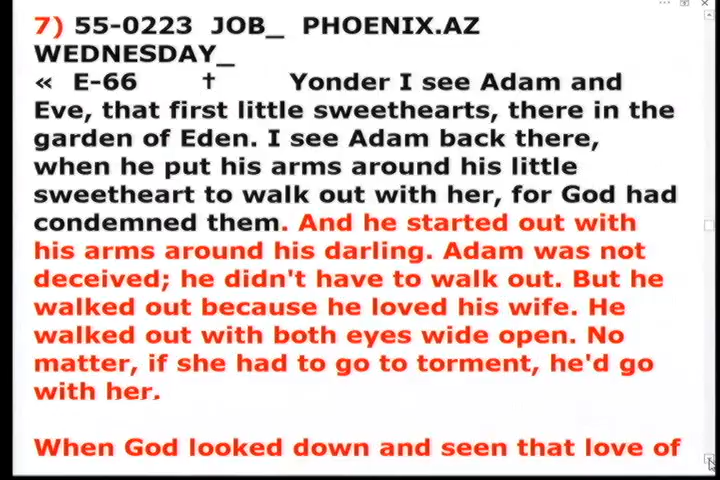 7) 55-0223 JOB_ PHOENIX.AZ
WEDNESDAY_
« E-66 † Yonder I see Adam and
Eve, that first little sweethearts, there in the
garden of Eden. I see Adam back there,
when he put his arms around his little
sweetheart to walk out with her, for God had
condemned them. And he started out with
his arms around his darling. Adam was not
deceived; he didn't have to walk out. But he
walked out because he loved his wife. He
walked out with both eyes wide open. No
matter, if she had to go to torment, he'd go
with her.
When God looked down and seen that love of